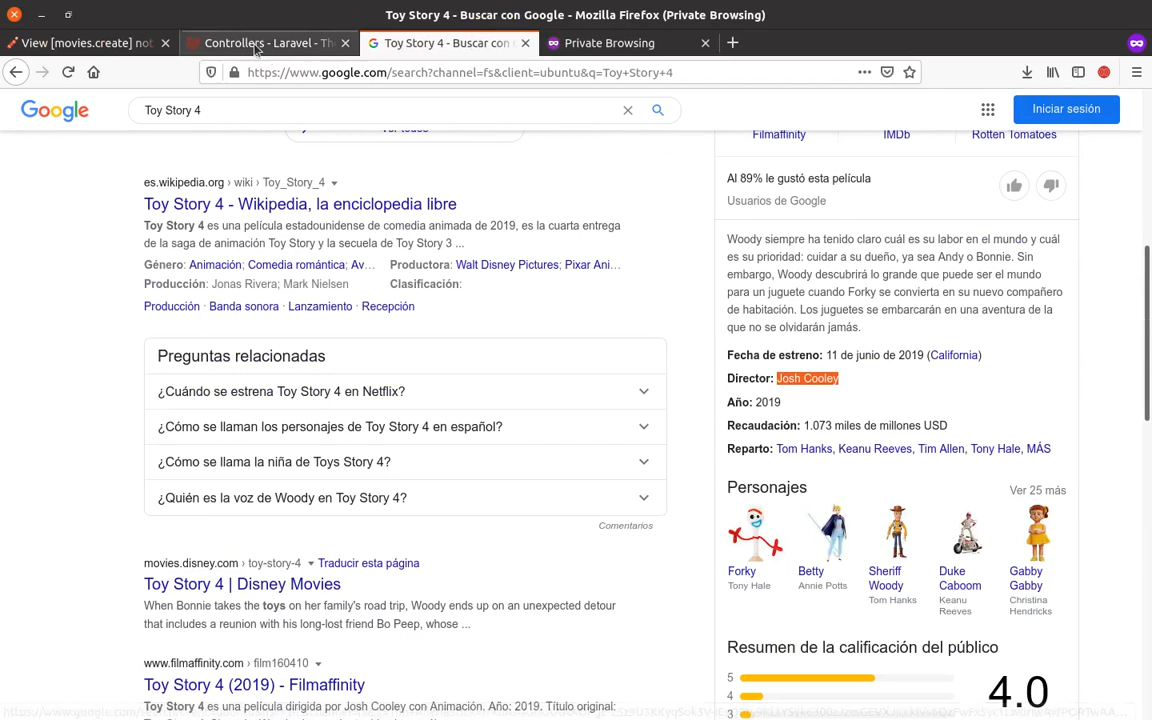 Toy Story 4 - Buscar con Google - Mozilla Firefox (Private Browsing)
View [movies.create] not
Controllers - Laravel - Th
Toy Story 4 - Buscar con
Private Browsing
https://www.google.com/search?channel=fs&client=ubuntu&q=Toy+Story+4
Google
Toy Story 4
Iniciar sesión
Filmaffinity
IMDb
Rotten Tomatoes
es.wikipedia.org › wiki › Toy_Story_4
Toy Story 4 - Wikipedia, la enciclopedia libre
Toy Story 4 es una película estadounidense de comedia animada de 2019, es la cuarta entrega
de la saga de animación Toy Story y la secuela de Toy Story 3 ...
Género: Animación; Comedia romántica; Av…
Productora: Walt Disney Pictures; Pixar Ani…
Producción: Jonas Rivera; Mark Nielsen
Clasificación:
Producción · Banda sonora · Lanzamiento · Recepción
Preguntas relacionadas
¿Cuándo se estrena Toy Story 4 en Netflix?
¿Cómo se llaman los personajes de Toy Story 4 en español?
¿Cómo se llama la niña de Toys Story 4?
¿Quién es la voz de Woody en Toy Story 4?
Comentarios
movies.disney.com › toy-story-4
Traducir esta página
Toy Story 4 | Disney Movies
When Bonnie takes the toys on her family's road trip, Woody ends up on an unexpected detour
that includes a reunion with his long-lost friend Bo Peep, whose ...
www.filmaffinity.com › film160410
Toy Story 4 (2019) - Filmaffinity
Toy Story 4 es una película dirigida por Josh Cooley con Animación. Año: 2019. Título original:
Al 89% le gustó esta película
Usuarios de Google
Woody siempre ha tenido claro cuál es su labor en el mundo y cuál
es su prioridad: cuidar a su dueño, ya sea Andy o Bonnie. Sin
embargo, Woody descubrirá lo grande que puede ser el mundo
para un juguete cuando Forky se convierta en su nuevo compañero
de habitación. Los juguetes se embarcarán en una aventura de la
que no se olvidarán jamás.
Fecha de estreno: 11 de junio de 2019 (California)
Director: Josh Cooley
Año: 2019
Recaudación: 1.073 miles de millones USD
Reparto: Tom Hanks, Keanu Reeves, Tim Allen, Tony Hale, MÁS
Personajes
Ver 25 más
Forky
Tony Hale
Betty
Annie Potts
Sheriff
Woody
Tom Hanks
Duke
Caboom
Keanu
Reeves
Gabby
Gabby
Christina
Hendricks
Resumen de la calificación del público
5
4
3
4.0